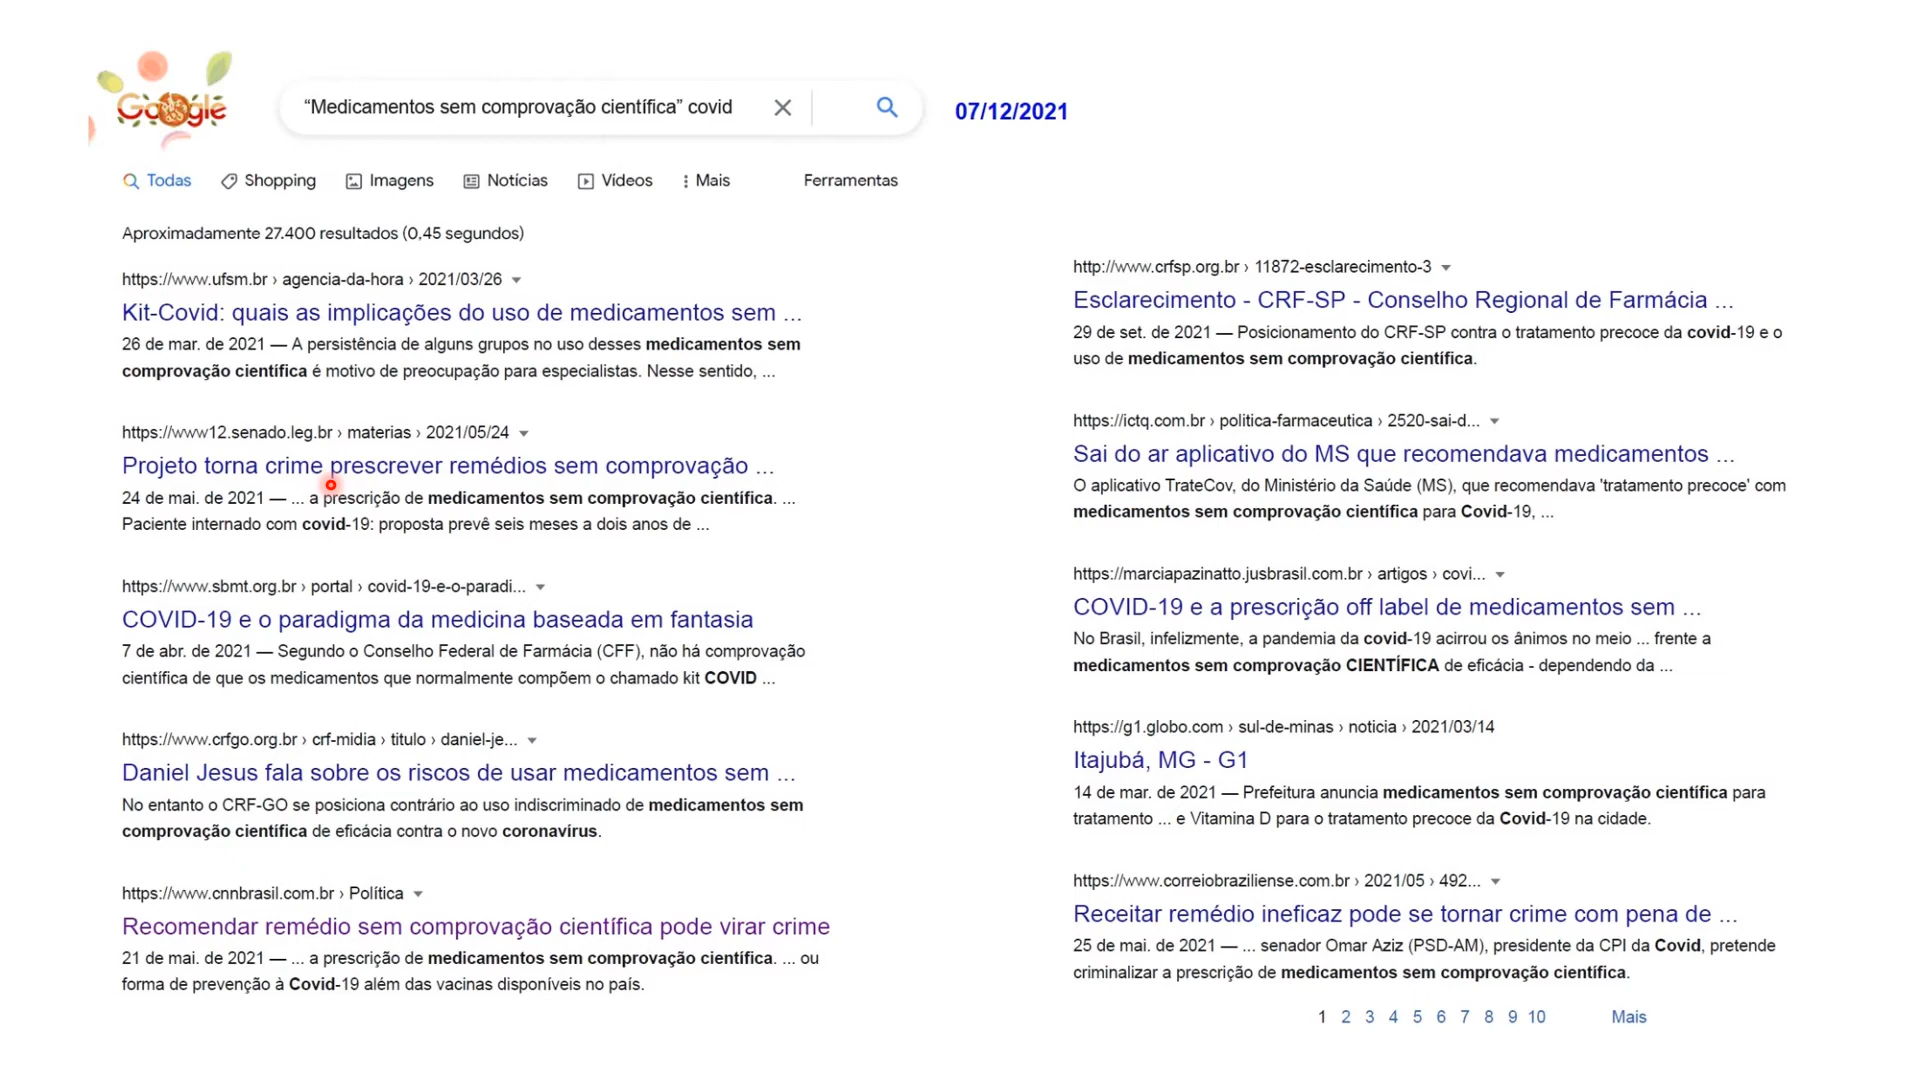 Google
“Medicamentos sem comprovação científica” covid
07/12/2021
Todas
Shopping
Imagens
Notícias
Vídeos
Mais
Ferramentas
Aproximadamente 27.400 resultados (0,45 segundos)
https://www.ufsm.br › agencia-da-hora › 2021/03/26
Kit-Covid: quais as implicações do uso de medicamentos sem ...
26 de mar. de 2021 — A persistência de alguns grupos no uso desses medicamentos sem
comprovação científica é motivo de preocupação para especialistas. Nesse sentido, ...
https://www12.senado.leg.br › materias › 2021/05/24
Projeto torna crime prescrever remédios sem comprovação ...
24 de mai. de 2021 — ... a prescrição de medicamentos sem comprovação científica. ...
Paciente internado com covid-19: proposta prevê seis meses a dois anos de ...
https://www.sbmt.org.br › portal › covid-19-e-o-paradi...
COVID-19 e o paradigma da medicina baseada em fantasia
7 de abr. de 2021 — Segundo o Conselho Federal de Farmácia (CFF), não há comprovação
científica de que os medicamentos que normalmente compõem o chamado kit COVID ...
https://www.crfgo.org.br › crf-midia › titulo › daniel-je...
Daniel Jesus fala sobre os riscos de usar medicamentos sem ...
No entanto o CRF-GO se posiciona contrário ao uso indiscriminado de medicamentos sem
comprovação científica de eficácia contra o novo coronavírus.
https://www.cnnbrasil.com.br › Política
Recomendar remédio sem comprovação científica pode virar crime
21 de mai. de 2021 — ... a prescrição de medicamentos sem comprovação científica. ... ou
forma de prevenção à Covid-19 além das vacinas disponíveis no país.
http://www.crfsp.org.br › 11872-esclarecimento-3
Esclarecimento - CRF-SP - Conselho Regional de Farmácia ...
29 de set. de 2021 — Posicionamento do CRF-SP contra o tratamento precoce da covid-19 e o
uso de medicamentos sem comprovação científica.
https://ictq.com.br › politica-farmaceutica › 2520-sai-d...
Sai do ar aplicativo do MS que recomendava medicamentos ...
O aplicativo TrateCov, do Ministério da Saúde (MS), que recomendava 'tratamento precoce' com
medicamentos sem comprovação científica para Covid-19, ...
https://marciapazinatto.jusbrasil.com.br › artigos › covi...
COVID-19 e a prescrição off label de medicamentos sem ...
No Brasil, infelizmente, a pandemia da covid-19 acirrou os ânimos no meio ... frente a
medicamentos sem comprovação CIENTÍFICA de eficácia - dependendo da ...
https://g1.globo.com › sul-de-minas › noticia › 2021/03/14
Itajubá, MG - G1
14 de mar. de 2021 — Prefeitura anuncia medicamentos sem comprovação científica para
tratamento ... e Vitamina D para o tratamento precoce da Covid-19 na cidade.
https://www.correiobraziliense.com.br › 2021/05 › 492...
Receitar remédio ineficaz pode se tornar crime com pena de ...
25 de mai. de 2021 — ... senador Omar Aziz (PSD-AM), presidente da CPI da Covid, pretende
criminalizar a prescrição de medicamentos sem comprovação científica.
1 2 3 4 5 6 7 8 9 10 Mais